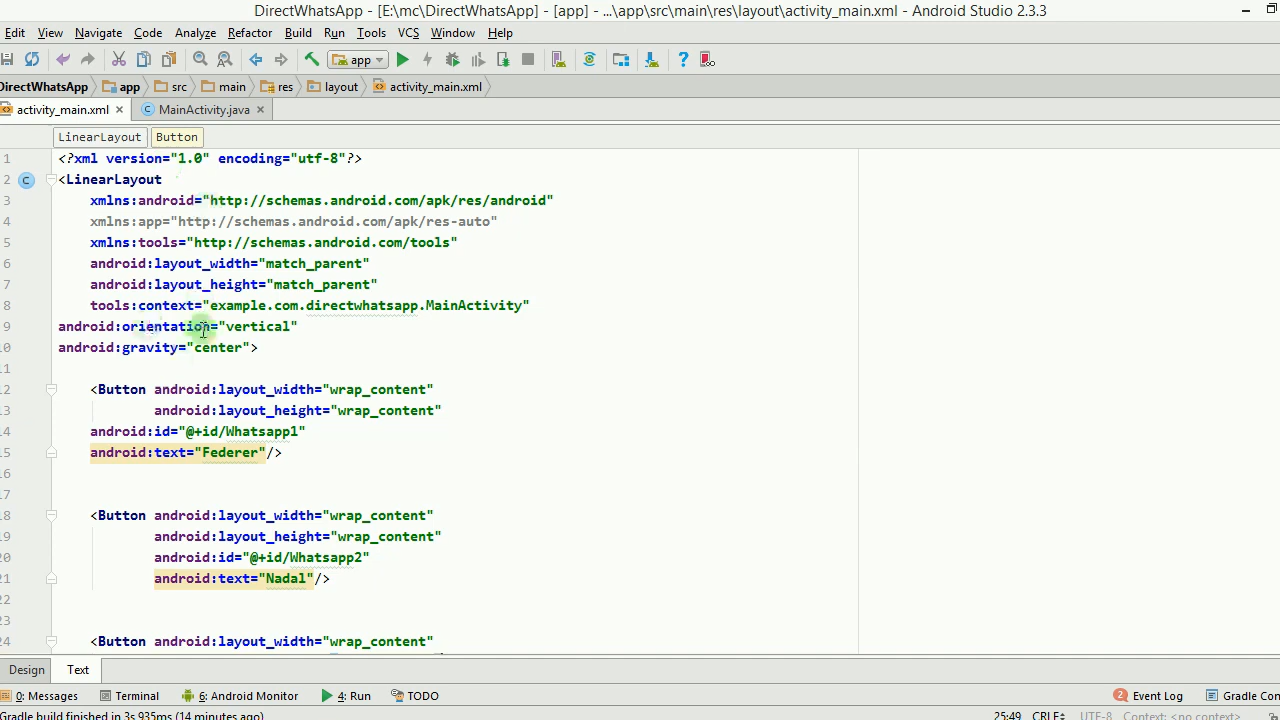 DirectWhatsApp - [E:\mc\DirectWhatsApp] - [app] - ...\app\src\main\res\layout\activity_main.xml - Android Studio 2.3.3
Edit View Navigate Code Analyze Refactor Build Run Tools VCS Window Help
app
DirectWhatsApp app src main res layout activity_main.xml
activity_main.xml MainActivity.java
LinearLayout Button
1 <?xml version="1.0" encoding="utf-8"?>
2 <LinearLayout
3 xmlns:android="http://schemas.android.com/apk/res/android"
4 xmlns:app="http://schemas.android.com/apk/res-auto"
5 xmlns:tools="http://schemas.android.com/tools"
6 android:layout_width="match_parent"
7 android:layout_height="match_parent"
8 tools:context="example.com.directwhatsapp.MainActivity"
9 android:orientation="vertical"
10 android:gravity="center">
11
12 <Button android:layout_width="wrap_content"
13 android:layout_height="wrap_content"
14 android:id="@+id/Whatsapp1"
15 android:text="Federer"/>
16
17
18 <Button android:layout_width="wrap_content"
19 android:layout_height="wrap_content"
20 android:id="@+id/Whatsapp2"
21 android:text="Nadal"/>
22
23
24 <Button android:layout_width="wrap_content"
Design Text
0: Messages Terminal 6: Android Monitor 4: Run TODO 2 Event Log Gradle Con
Gradle build finished in 3s 935ms (14 minutes ago) 25:49 CRLF UTF-8 Context: <no context>